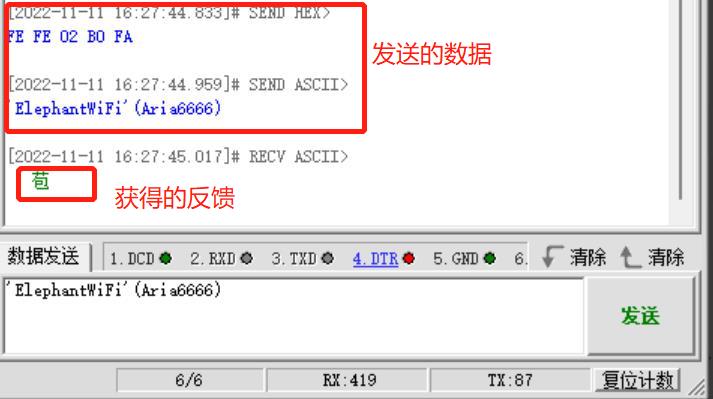 [2022-11-11 16:27:44.833]# SEND HEX>
FE FE 02 B0 FA
发送的数据
[2022-11-11 16:27:44.959]# SEND ASCII>
'ElephantWiFi'(Aria6666)
[2022-11-11 16:27:45.017]# RECV ASCII>
苞
获得的反馈
数据发送 1.DCD 2.RXD 3.TXD 4.DTR 5.GND 6. 清除 清除
'ElephantWiFi'(Aria6666)
发送
6/6 RX:419 TX:87 复位计数